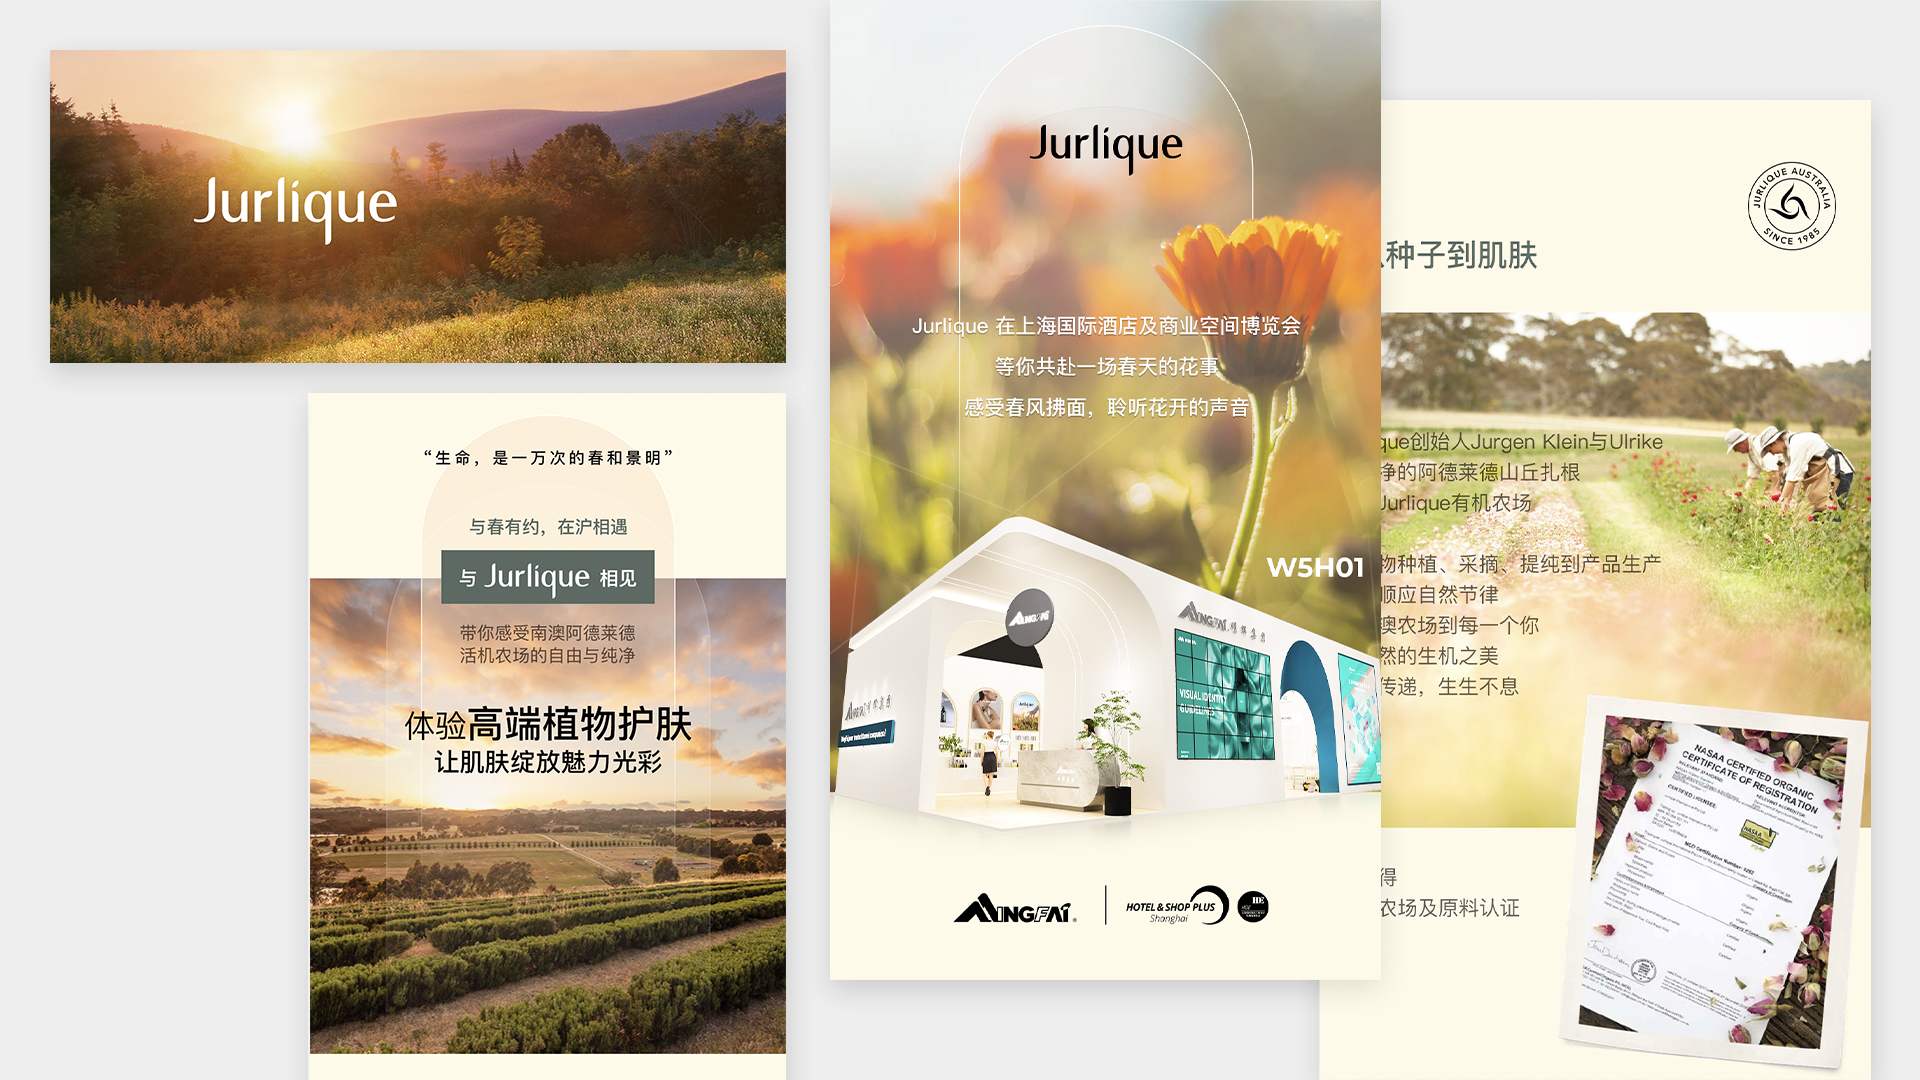 Jurlique
“生命，是一万次的春和景明”
与春有约，在沪相遇
与 Jurlique 相见
带你感受南澳阿德莱德
活机农场的自由与纯净
体验高端植物护肤
让肌肤绽放魅力光彩
Jurlique
Jurlique 在上海国际酒店及商业空间博览会
等你共赴一场春天的花事
感受春风拂面，聆听花开的声音
W5H01
AINGFAI
AINGFAI
VISUAL IDENTITY
GUIDELINES
AINGFAI
HOTEL & SHOP PLUS
Shanghai
HDE
JURLIQUE AUSTRALIA
SINCE 1985
种子到肌肤
que创始人Jurgen Klein与Ulrike
净的阿德莱德山丘扎根
Jurlique有机农场
物种植、采摘、提纯到产品生产
顺应自然节律
澳农场到每一个你
然的生机之美
传递，生生不息
得
农场及原料认证
NASAA CERTIFIED ORGANIC
CERTIFICATE OF REGISTRATION
RELEVANT STANDARD:
CERTIFIED LICENSEE:
NASAA